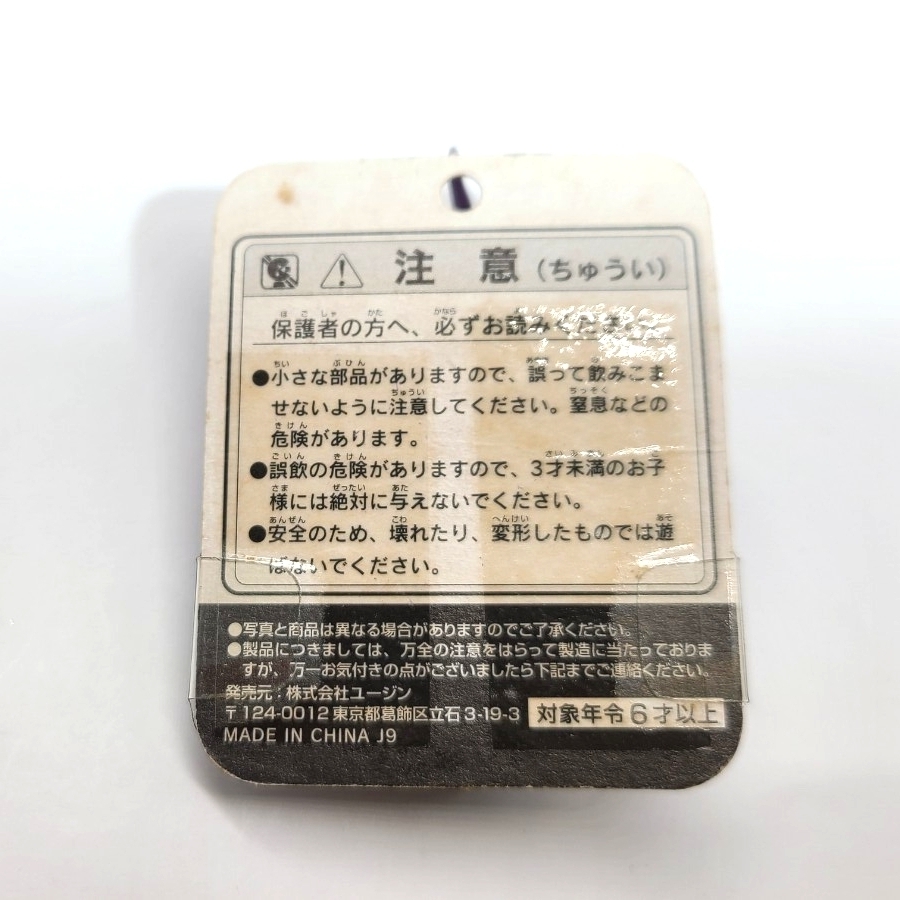 注 意 (ちゅうい)
保護者の方へ、必ずお読みください。
●小さな部品がありますので、誤って飲みこま
せないように注意してください。窒息などの
危険があります。
●誤飲の危険がありますので、3才未満のお子
様には絶対に与えないでください。
●安全のため、壊れたり、変形したものでは遊
ばないでください。
●写真と商品は異なる場合がありますのでご了承ください。
●製品につきましては、万全の注意をはらって製造に当たっておりま
すが、万一お気付きの点がございましたら下記までご連絡ください。
発売元:株式会社ユージン
〒124-0012 東京都葛飾区立石3-19-3 対象年令6才以上
MADE IN CHINA J9